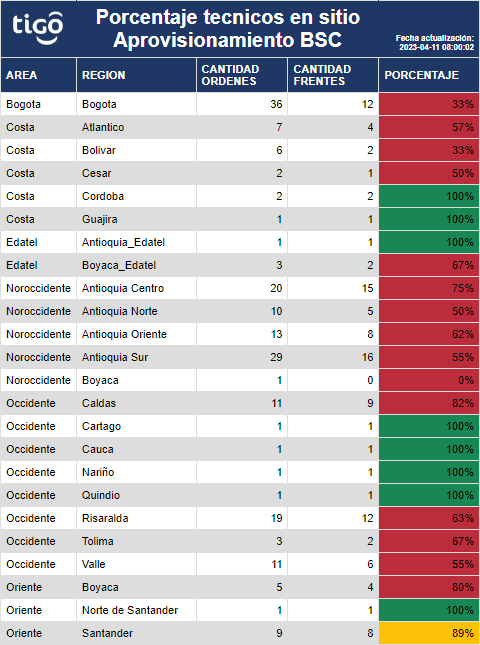 tigo
Porcentaje tecnicos en sitio
Aprovisionamiento BSC
Fecha actualización:
2023-04-11 08:00:02
AREA REGION CANTIDAD ORDENES CANTIDAD FRENTES PORCENTAJE
Bogota Bogota 36 12 33%
Costa Atlantico 7 4 57%
Costa Bolivar 6 2 33%
Costa Cesar 2 1 50%
Costa Cordoba 2 2 100%
Costa Guajira 1 1 100%
Edatel Antioquia_Edatel 1 1 100%
Edatel Boyaca_Edatel 3 2 67%
Noroccidente Antioquia Centro 20 15 75%
Noroccidente Antioquia Norte 10 5 50%
Noroccidente Antioquia Oriente 13 8 62%
Noroccidente Antioquia Sur 29 16 55%
Noroccidente Boyaca 1 0 0%
Occidente Caldas 11 9 82%
Occidente Cartago 1 1 100%
Occidente Cauca 1 1 100%
Occidente Nariño 1 1 100%
Occidente Quindio 1 1 100%
Occidente Risaralda 19 12 63%
Occidente Tolima 3 2 67%
Occidente Valle 11 6 55%
Oriente Boyaca 5 4 80%
Oriente Norte de Santander 1 1 100%
Oriente Santander 9 8 89%